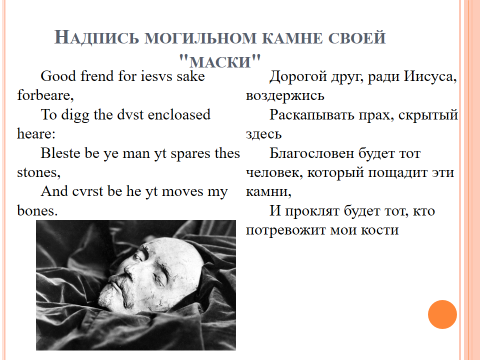 Надпись могильном камне своей
"маски"
Good frend for iesvs sake
forbeare,
To digg the dvst encloased
heare:
Bleste be ye man yt spares thes
stones,
And cvrst be he yt moves my
bones.
Дорогой друг, ради Иисуса,
воздержись
Раскапывать прах, скрытый
здесь
Благословен будет тот
человек, который пощадит эти
камни,
И проклят будет тот, кто
потревожит мои кости